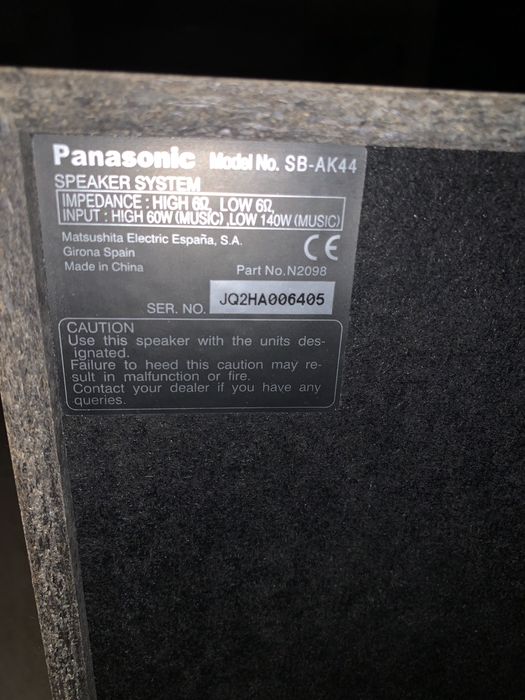 Panasonic Model No. SB-AK44
SPEAKER SYSTEM
IMPEDANCE : HIGH 6Ω, LOW 6Ω,
INPUT : HIGH 60W (MUSIC) ,LOW 140W (MUSIC)
Matsushita Electric España, S.A.
Girona Spain
Made in China
CE
Part No.N2098
SER. NO. JQ2HA006405
CAUTION
Use this speaker with the units des-
ignated.
Failure to heed this caution may re-
sult in malfunction or fire.
Contact your dealer if you have any
queries.